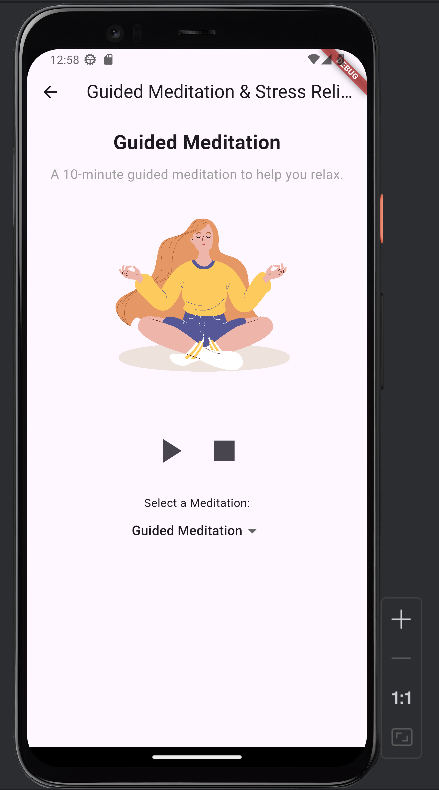 12:58
DEBUG
Guided Meditation & Stress Reli...
Guided Meditation
A 10-minute guided meditation to help you relax.
Select a Meditation:
Guided Meditation
1:1